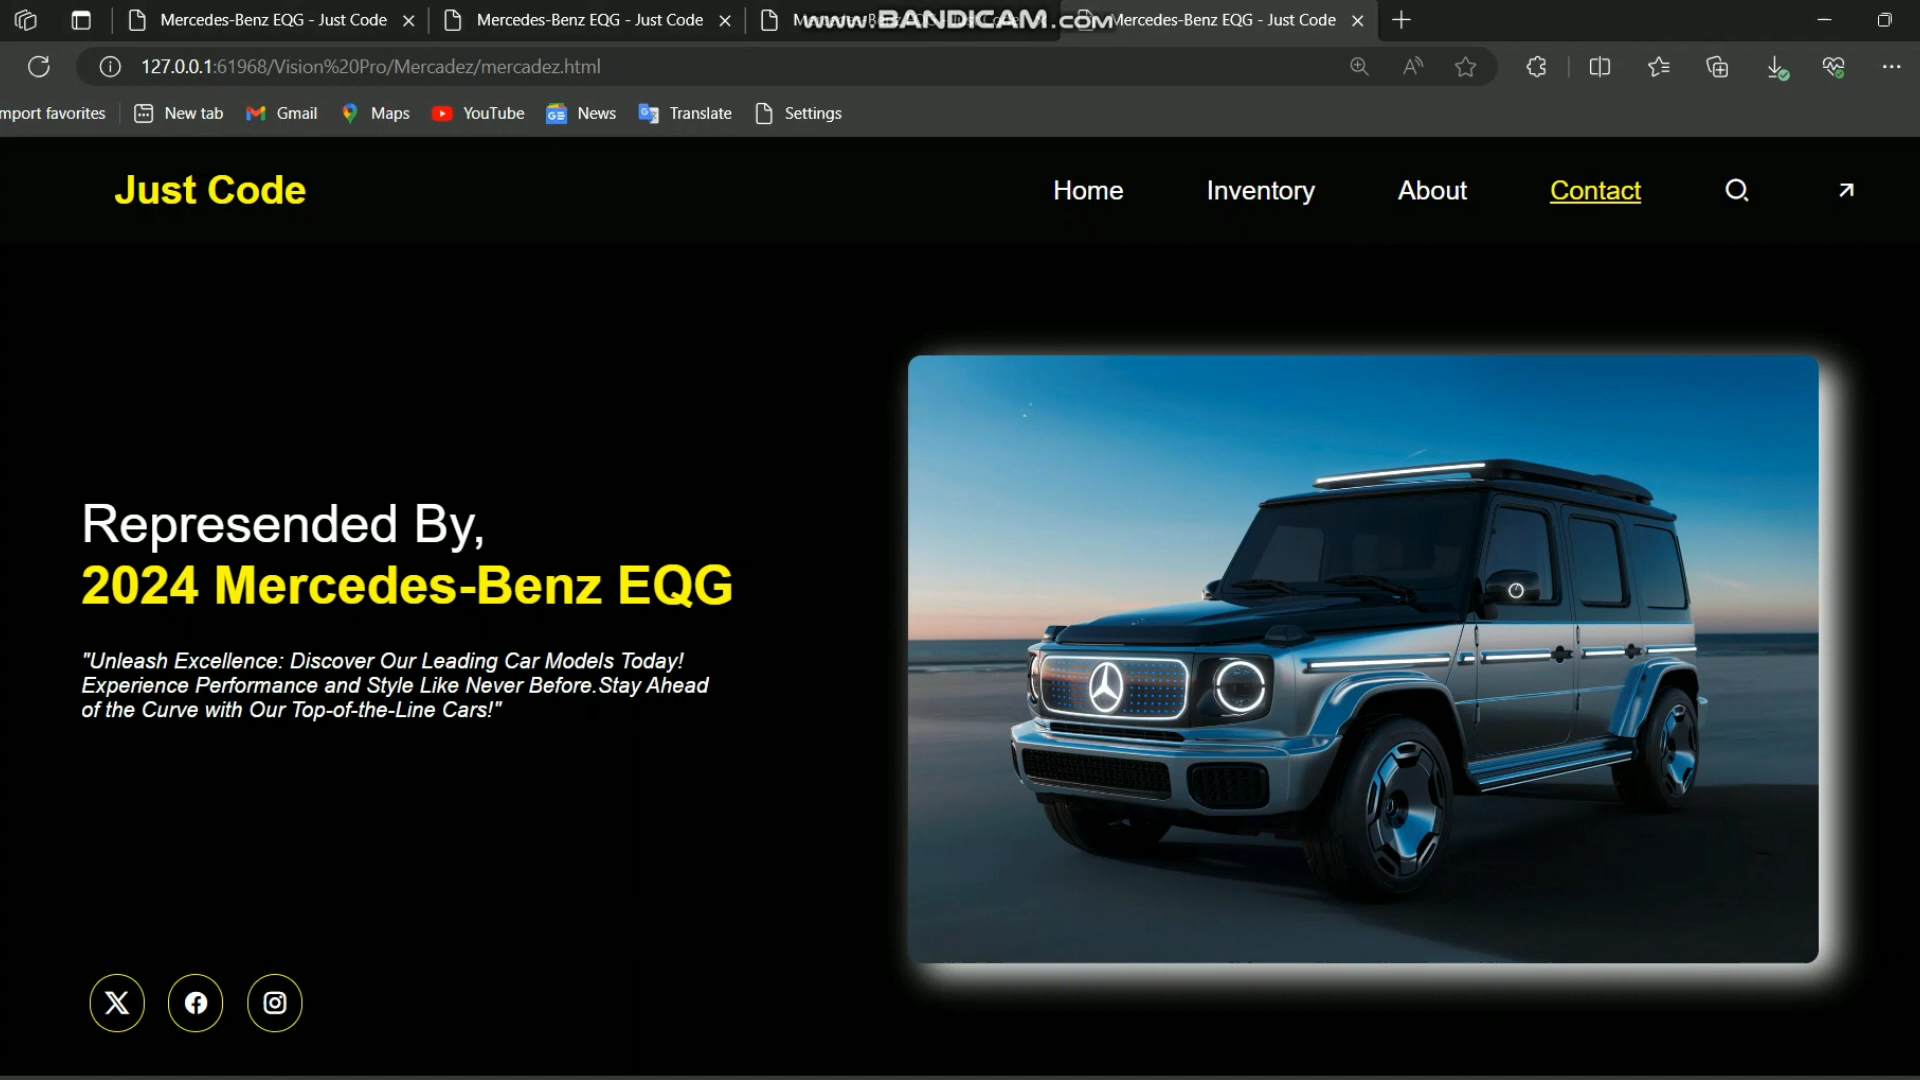 Mercedes-Benz EQG - Just Code
Mercedes-Benz EQG - Just Code
www.BANDICAM.com
Mercedes-Benz EQG - Just Code
127.0.0.1:61968/Vision%20Pro/Mercadez/mercadez.html
mport favorites
New tab
Gmail
Maps
YouTube
News
Translate
Settings
Just Code
Home
Inventory
About
Contact
Represended By,
2024 Mercedes-Benz EQG
"Unleash Excellence: Discover Our Leading Car Models Today!
Experience Performance and Style Like Never Before.Stay Ahead
of the Curve with Our Top-of-the-Line Cars!"